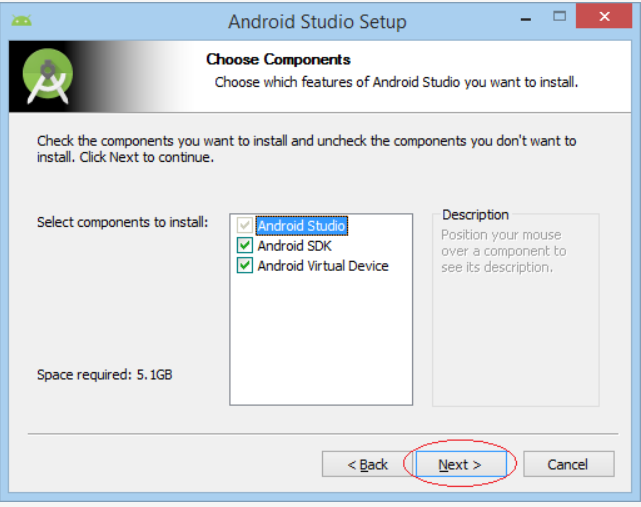 Android Studio Setup
Choose Components
Choose which features of Android Studio you want to install.
Check the components you want to install and uncheck the components you don't want to
install. Click Next to continue.
Select components to install:
Android Studio
Android SDK
Android Virtual Device
Description
Position your mouse
over a component to
see its description.
Space required: 5.1GB
< Back
Next >
Cancel